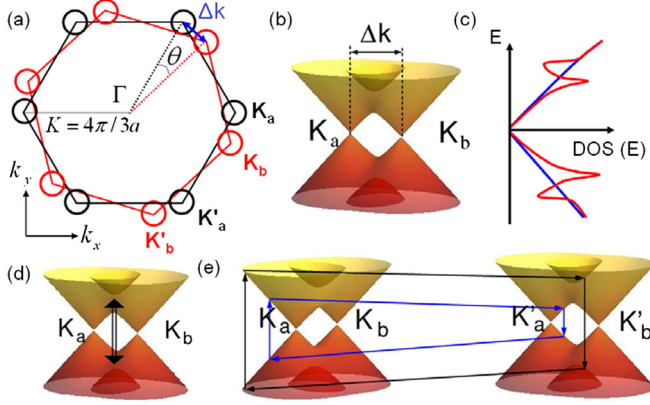 (a)
Δk
θ
Γ
K = 4π/3a
K_a
K_b
K'_a
K'_b
k_y
k_x
(b)
Δk
K_a
K_b
(c)
E
DOS (E)
(d)
K_a
K_b
(e)
K_a
K_b
K'_a
K'_b